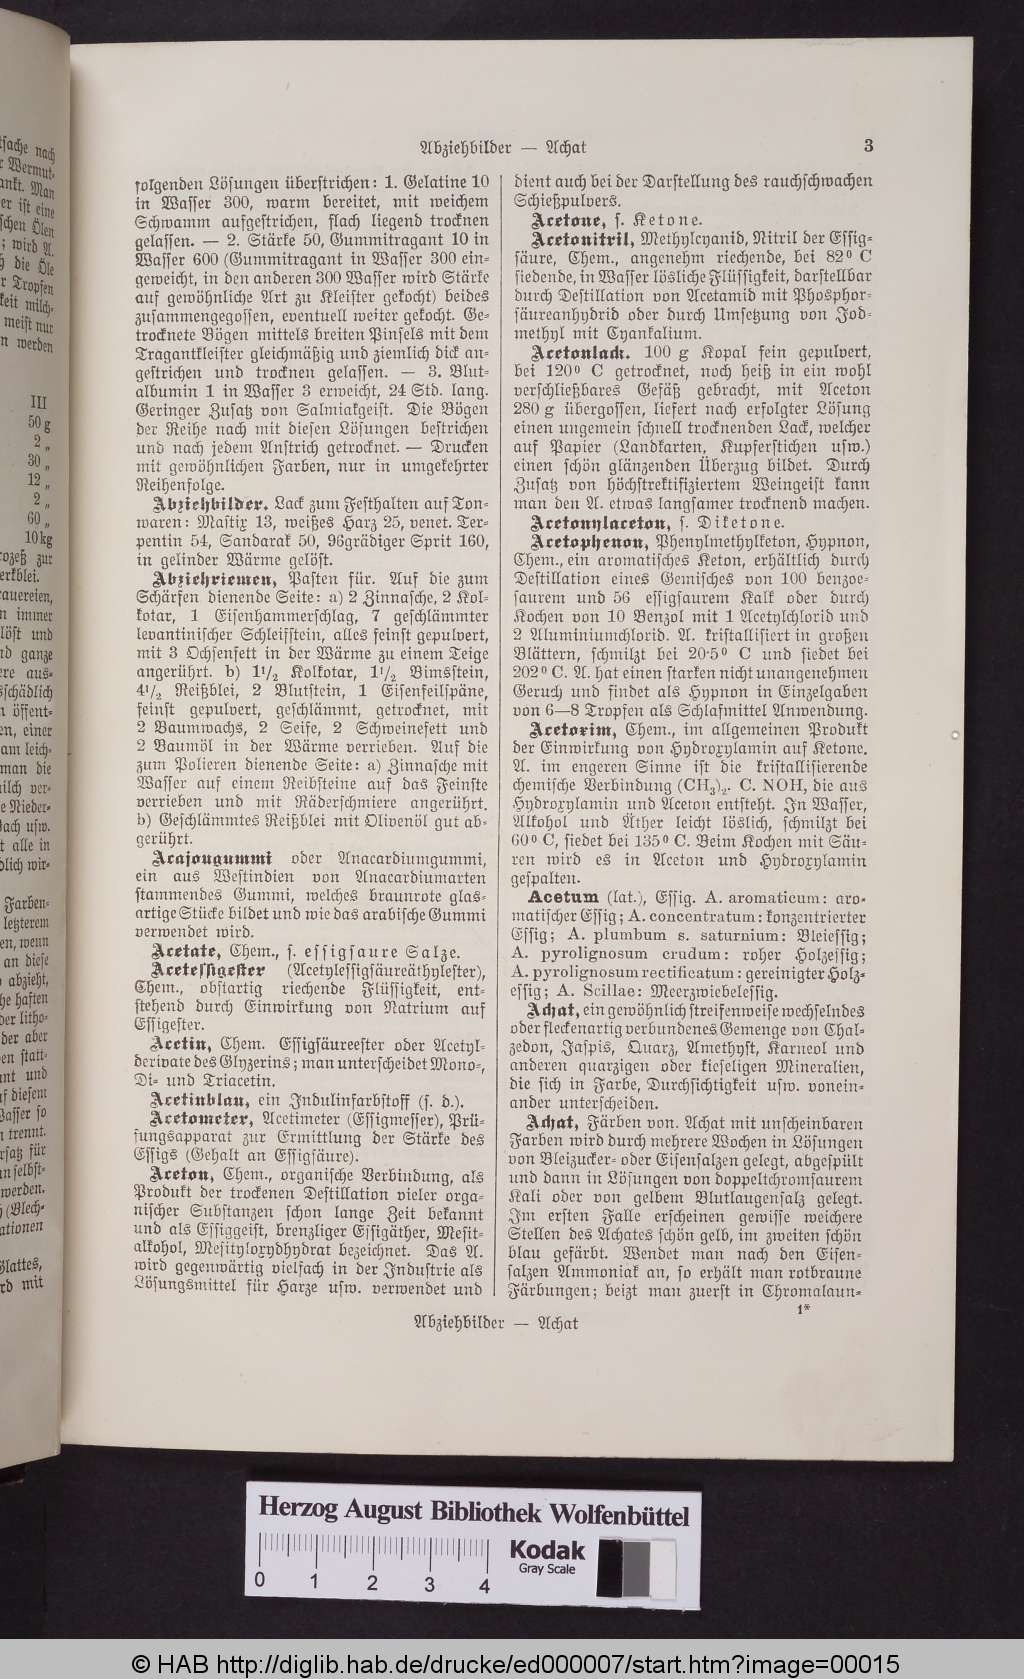 Abziehbilder — Achat
3
folgenden Lösungen überstrichen: 1. Gelatine 10
in Wasser 300, warm bereitet, mit weichem
Schwamm aufgestrichen, flach liegend trocknen
gelassen. — 2. Stärke 50, Gummitragant 10 in
Wasser 600 (Gummitragant in Wasser 300 ein-
geweicht, in den anderen 300 Wasser wird Stärke
auf gewöhnliche Art zu Kleister gekocht) beides
zusammengegossen, eventuell weiter gekocht. Ge-
trocknete Bögen mittels breiten Pinsels mit dem
Tragantkleister gleichmäßig und ziemlich dick an-
gestrichen und trocknen gelassen. — 3. Blut-
albumin 1 in Wasser 3 erweicht, 24 Std. lang.
Geringer Zusatz von Salmiakgeist. Die Bögen
der Reihe nach mit diesen Lösungen bestrichen
und nach jedem Anstrich getrocknet. — Drucken
mit gewöhnlichen Farben, nur in umgekehrter
Reihenfolge.
Abziehbilder. Lack zum Festhalten auf Ton-
waren: Mastix 13, weißes Harz 25, venet. Ter-
pentin 54, Sandarak 50, 96grädiger Sprit 160,
in gelinder Wärme gelöst.
Abziehriemen, Pasten für. Auf die zum
Schärfen dienende Seite: a) 2 Zinnasche, 2 Kol-
kotar, 1 Eisenhammerschlag, 7 geschlämmter
levantinischer Schleifstein, alles feinst gepulvert,
mit 3 Ochsenfett in der Wärme zu einem Teige
angerührt. b) 1 1/2 Kolkotar, 1 1/2 Bimsstein,
4 1/2 Reißblei, 2 Blutstein, 1 Eisenfeilspäne,
feinst gepulvert, geschlämmt, getrocknet, mit
2 Baumwachs, 2 Seife, 2 Schweinefett und
2 Baumöl in der Wärme verrieben. Auf die
zum Polieren dienende Seite: a) Zinnasche mit
Wasser auf einem Reibsteine auf das Feinste
verrieben und mit Räderschmiere angerührt.
b) Geschlämmtes Reißblei mit Olivenöl gut ab-
gerührt.
Acajougummi oder Anacardiumgummi,
ein aus Westindien von Anacardiumarten
stammendes Gummi, welches braunrote glas-
artige Stücke bildet und wie das arabische Gummi
verwendet wird.
Acetate, Chem., s. essigsaure Salze.
Acetessigester (Acetylessigsäureäthylester),
Chem., obstartig riechende Flüssigkeit, ent-
stehend durch Einwirkung von Natrium auf
Essigester.
Acetin, Chem. Essigsäureester oder Acetyl-
derivate des Glyzerins; man unterscheidet Mono-,
Di- und Triacetin.
Acetinblau, ein Indulinfarbstoff (s. d.).
Acetometer, Acetimeter (Essigmesser), Prü-
fungsapparat zur Ermittlung der Stärke des
Essigs (Gehalt an Essigsäure).
Aceton, Chem., organische Verbindung, als
Produkt der trockenen Destillation vieler orga-
nischer Substanzen schon lange Zeit bekannt
und als Essiggeist, brenzliger Essigäther, Mesit-
alkohol, Mesityloxydhydrat bezeichnet. Das A.
wird gegenwärtig vielfach in der Industrie als
Lösungsmittel für Harze usw. verwendet und
dient auch bei der Darstellung des rauchschwachen
Schießpulvers.
Acetone, s. Ketone.
Acetonitril, Methylcyanid, Nitril der Essig-
säure, Chem., angenehm riechende, bei 82° C
siedende, in Wasser lösliche Flüssigkeit, darstellbar
durch Destillation von Acetamid mit Phosphor-
säureanhydrid oder durch Umsetzung von Jod-
methyl mit Cyankalium.
Acetonlack. 100 g Kopal fein gepulvert,
bei 120° C getrocknet, noch heiß in ein wohl
verschließbares Gefäß gebracht, mit Aceton
280 g übergossen, liefert nach erfolgter Lösung
einen ungemein schnell trocknenden Lack, welcher
auf Papier (Landkarten, Kupferstichen usw.)
einen schön glänzenden Überzug bildet. Durch
Zusatz von höchstrektifiziertem Weingeist kann
man den A. etwas langsamer trocknend machen.
Acetonylaceton, s. Diketone.
Acetophenon, Phenylmethylketon, Hypnon,
Chem., ein aromatisches Keton, erhältlich durch
Destillation eines Gemisches von 100 benzoe-
saurem und 56 essigsaurem Kalk oder durch
Kochen von 10 Benzol mit 1 Acetylchlorid und
2 Aluminiumchlorid. A. kristallisiert in großen
Blättern, schmilzt bei 20·5° C und siedet bei
202° C. A. hat einen starken nicht unangenehmen
Geruch und findet als Hypnon in Einzelgaben
von 6—8 Tropfen als Schlafmittel Anwendung.
Acetoxim, Chem., im allgemeinen Produkt
der Einwirkung von Hydroxylamin auf Ketone.
A. im engeren Sinne ist die kristallisierende
chemische Verbindung (CH3)2. C. NOH, die aus
Hydroxylamin und Aceton entsteht. In Wasser,
Alkohol und Äther leicht löslich, schmilzt bei
60° C, siedet bei 135° C. Beim Kochen mit Säu-
ren wird es in Aceton und Hydroxylamin
gespalten.
Acetum (lat.), Essig. A. aromaticum: aro-
matischer Essig; A. concentratum: konzentrierter
Essig; A. plumbum s. saturnium: Bleiessig;
A. pyrolignosum crudum: roher Holzessig;
A. pyrolignosum rectificatum: gereinigter Holz-
essig; A. Scillae: Meerzwiebelessig.
Achat, ein gewöhnlich streifenweise wechselndes
oder fleckenartig verbundenes Gemenge von Chal-
zedon, Jaspis, Quarz, Amethyst, Karneol und
anderen quarzigen oder kieseligen Mineralien,
die sich in Farbe, Durchsichtigkeit usw. vonein-
ander unterscheiden.
Achat, Färben von. Achat mit unscheinbaren
Farben wird durch mehrere Wochen in Lösungen
von Bleizucker- oder Eisensalzen gelegt, abgespült
und dann in Lösungen von doppeltchromsaurem
Kali oder von gelbem Blutlaugensalz gelegt.
Im ersten Falle erscheinen gewisse weichere
Stellen des Achates schön gelb, im zweiten schön
blau gefärbt. Wendet man nach den Eisen-
salzen Ammoniak an, so erhält man rotbraune
Färbungen; beizt man zuerst in Chromalaun-
1*
Abziehbilder — Achat
Herzog August Bibliothek Wolfenbüttel
0 1 2 3 4
Kodak
Gray Scale
© HAB http://diglib.hab.de/drucke/ed000007/start.htm?image=00015